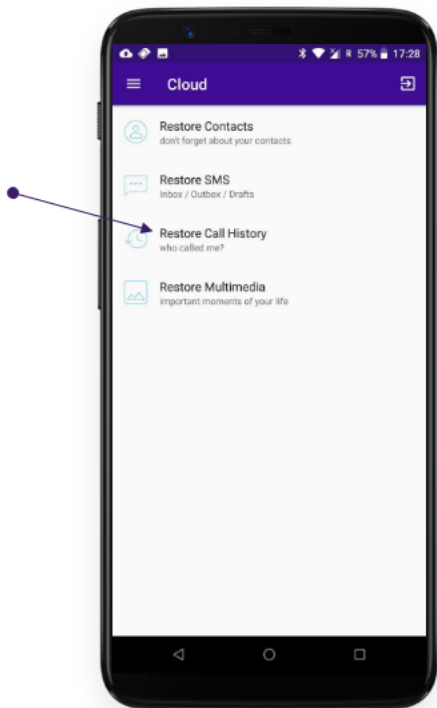 R 57% 17:28
Cloud
Restore Contacts
don't forget about your contacts
Restore SMS
Inbox / Outbox / Drafts
Restore Call History
who called me?
Restore Multimedia
important moments of your life